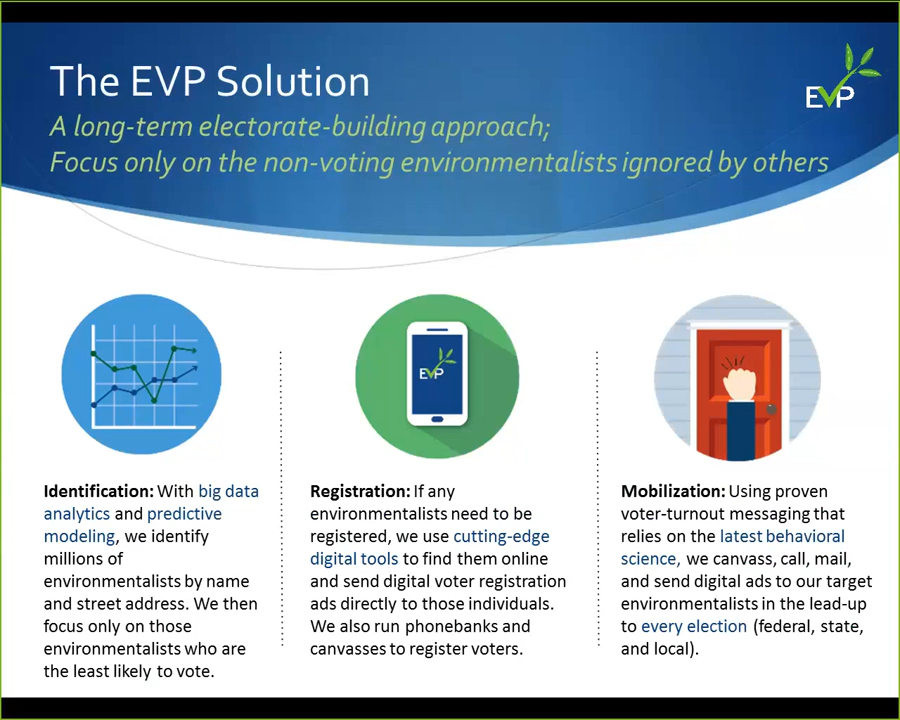 The EVP Solution
A long-term electorate-building approach;
Focus only on the non-voting environmentalists ignored by others
EVP
EVP
Identification: With big data
analytics and predictive
modeling, we identify
millions of
environmentalists by name
and street address. We then
focus only on those
environmentalists who are
the least likely to vote.
Registration: If any
environmentalists need to be
registered, we use cutting-edge
digital tools to find them online
and send digital voter registration
ads directly to those individuals.
We also run phonebanks and
canvasses to register voters.
Mobilization: Using proven
voter-turnout messaging that
relies on the latest behavioral
science, we canvass, call, mail,
and send digital ads to our target
environmentalists in the lead-up
to every election (federal, state,
and local).